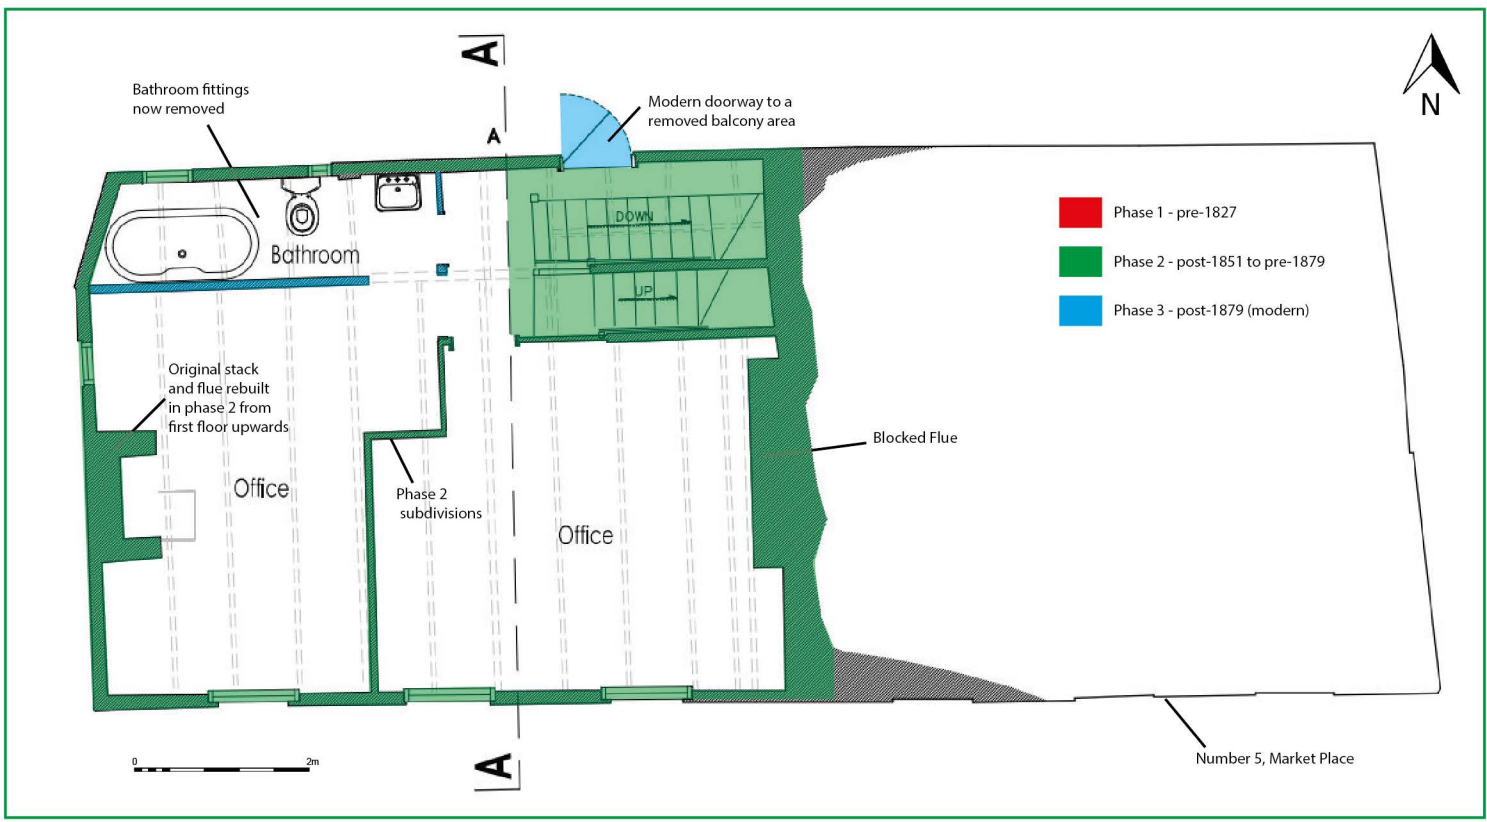 A
Bathroom fittings
now removed
Modern doorway to a
removed balcony area
N
A
Phase 1 - pre-1827
DOWN
Bathroom
Phase 2 - post-1851 to pre-1879
UP
Phase 3 - post-1879 (modern)
Original stack
and flue rebuilt
in phase 2 from
first floor upwards
Blocked Flue
Office
Phase 2
subdivisions
Office
Number 5, Market Place
0 2m
A